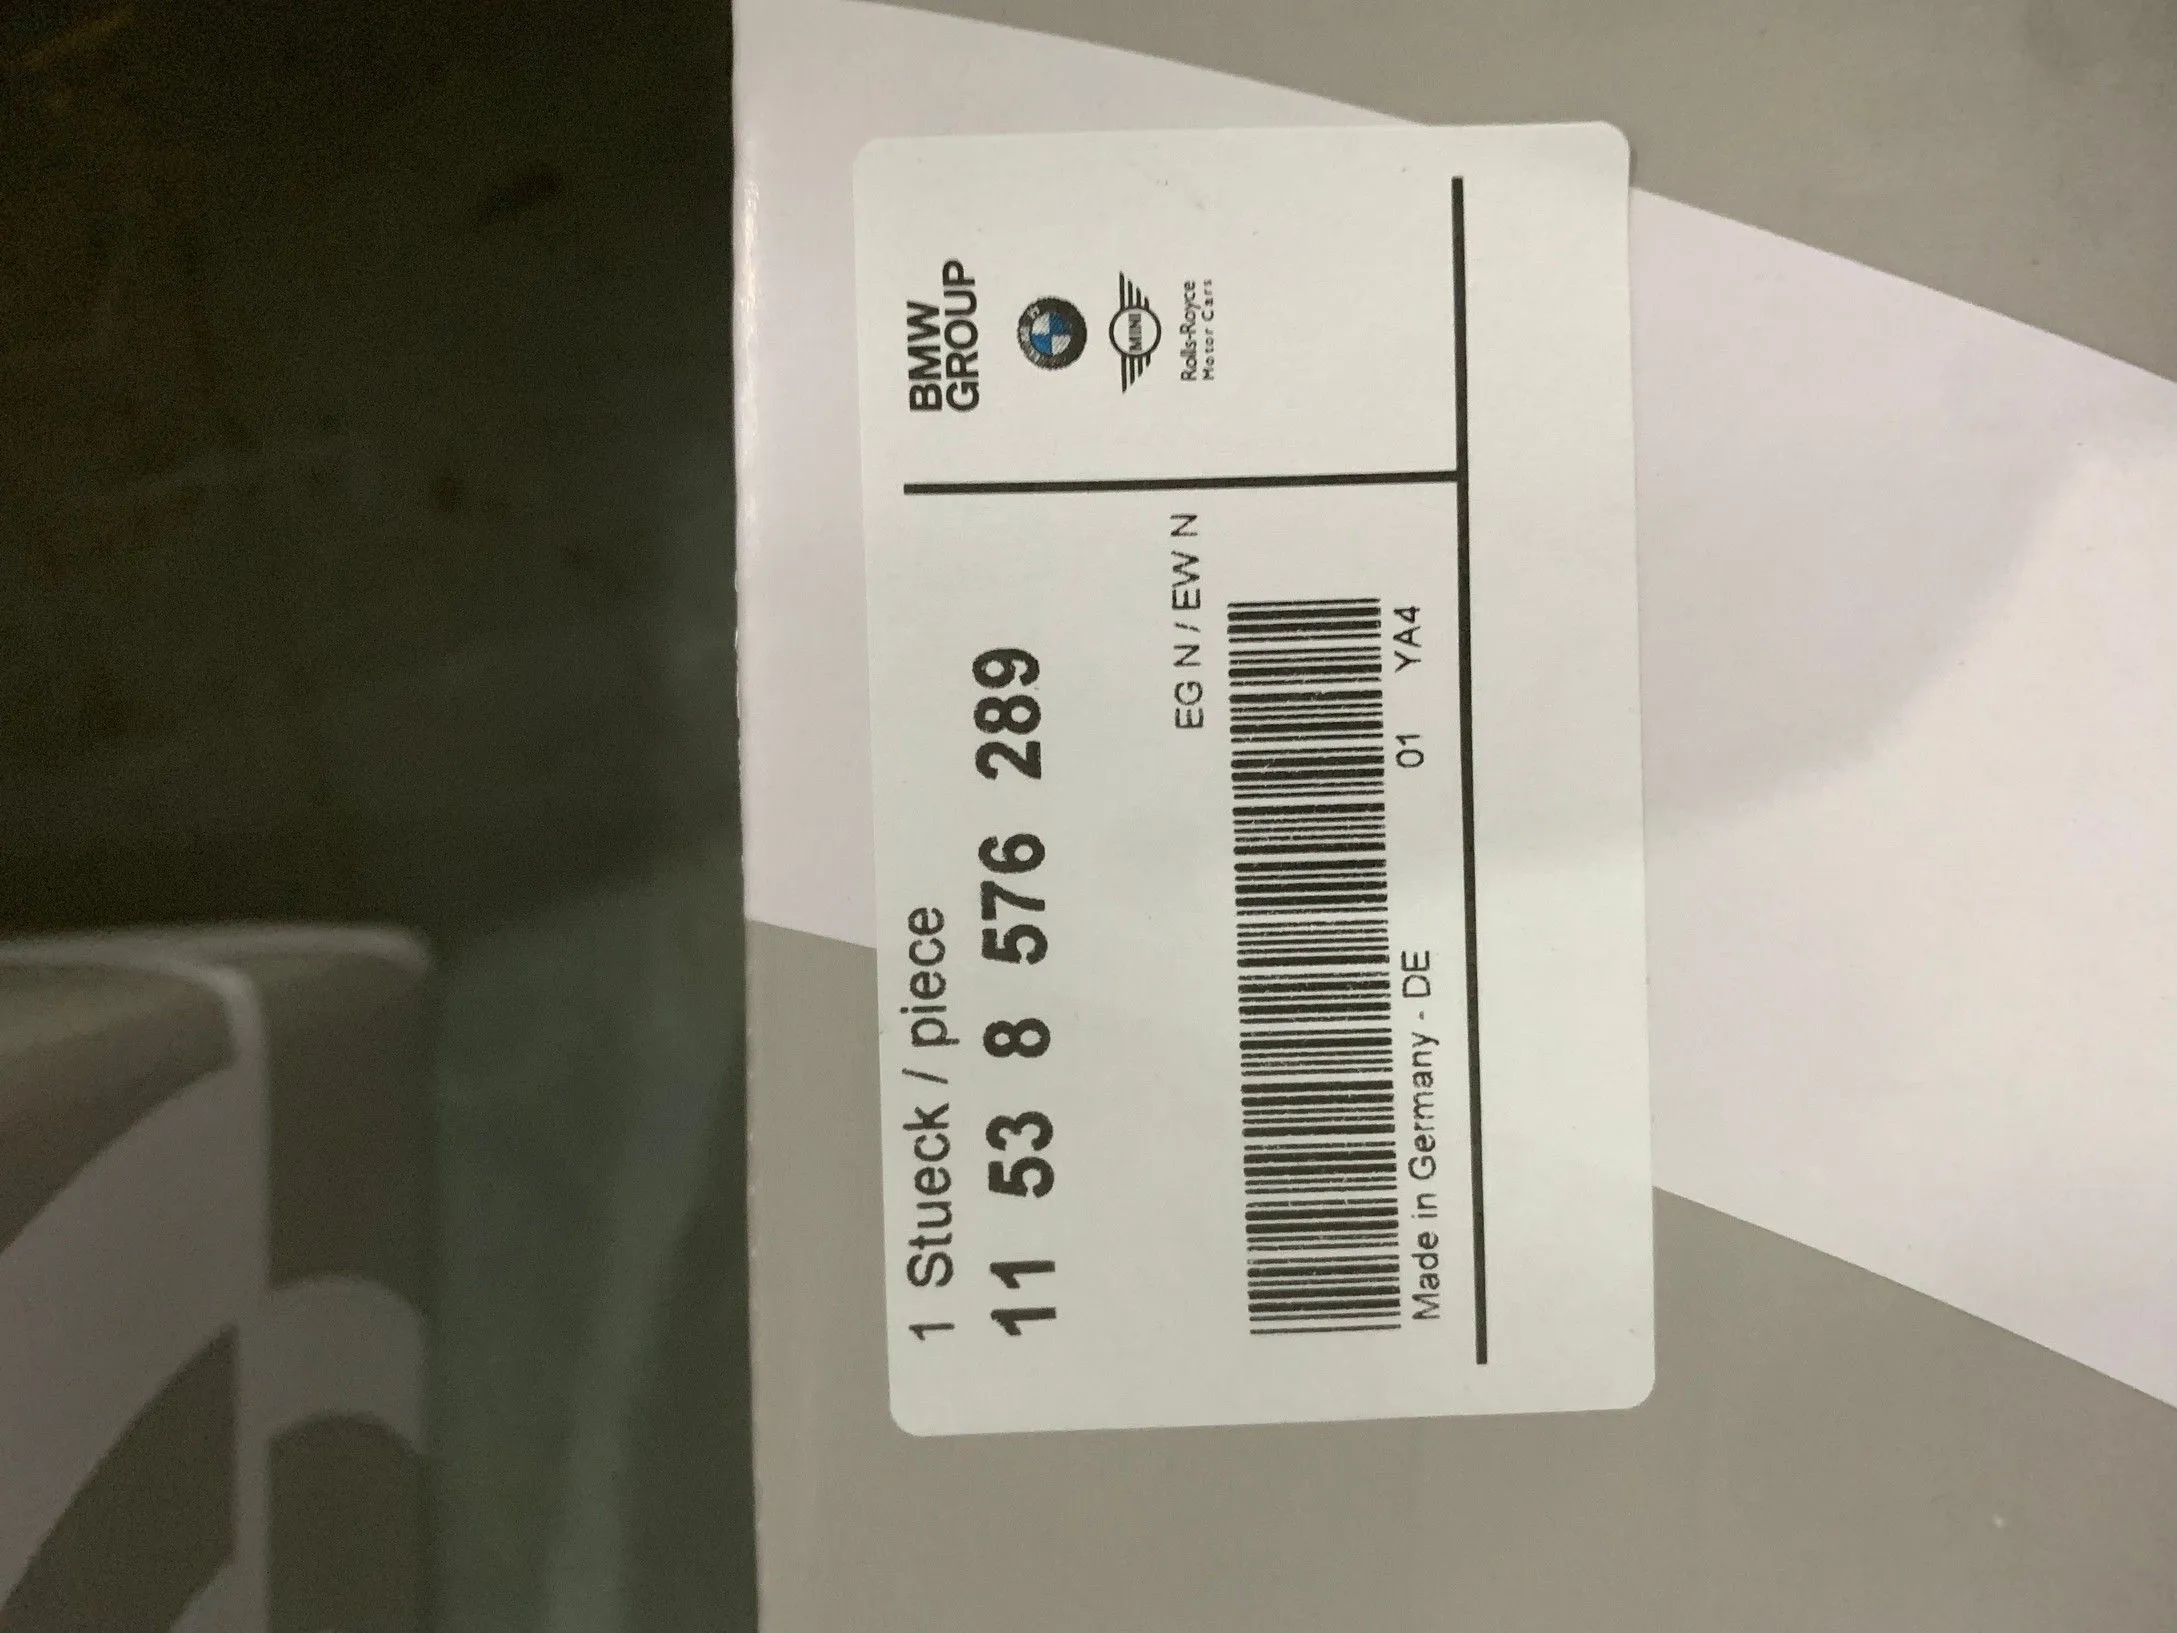 1 Stueck / piece
11 53 8 576 289
EG N / EW N
Made in Germany - DE 01 YA4
BMW
GROUP
MINI
Rolls-Royce
Motor Cars